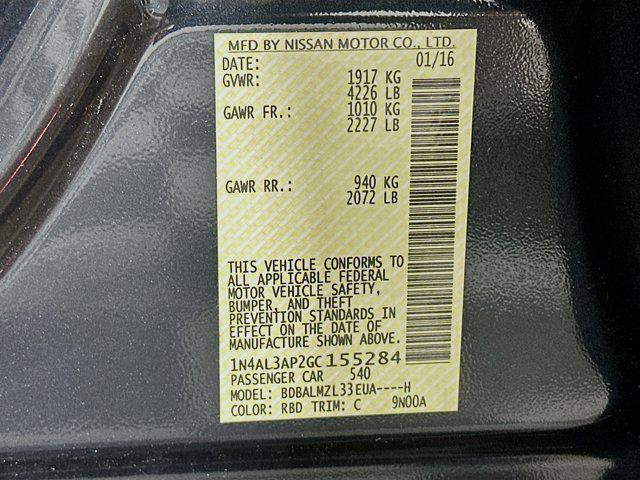 MFD BY NISSAN MOTOR CO., LTD.
DATE: 01/16
GVWR: 1917 KG
4226 LB
GAWR FR.: 1010 KG
2227 LB
GAWR RR.: 940 KG
2072 LB
THIS VEHICLE CONFORMS TO
ALL APPLICABLE FEDERAL
MOTOR VEHICLE SAFETY,
BUMPER, AND THEFT
PREVENTION STANDARDS IN
EFFECT ON THE DATE OF
MANUFACTURE SHOWN ABOVE.
1N4AL3AP2GC155284
PASSENGER CAR 540
MODEL: BDBALMZL33EUA----H
COLOR: RBD TRIM: C 9N00A